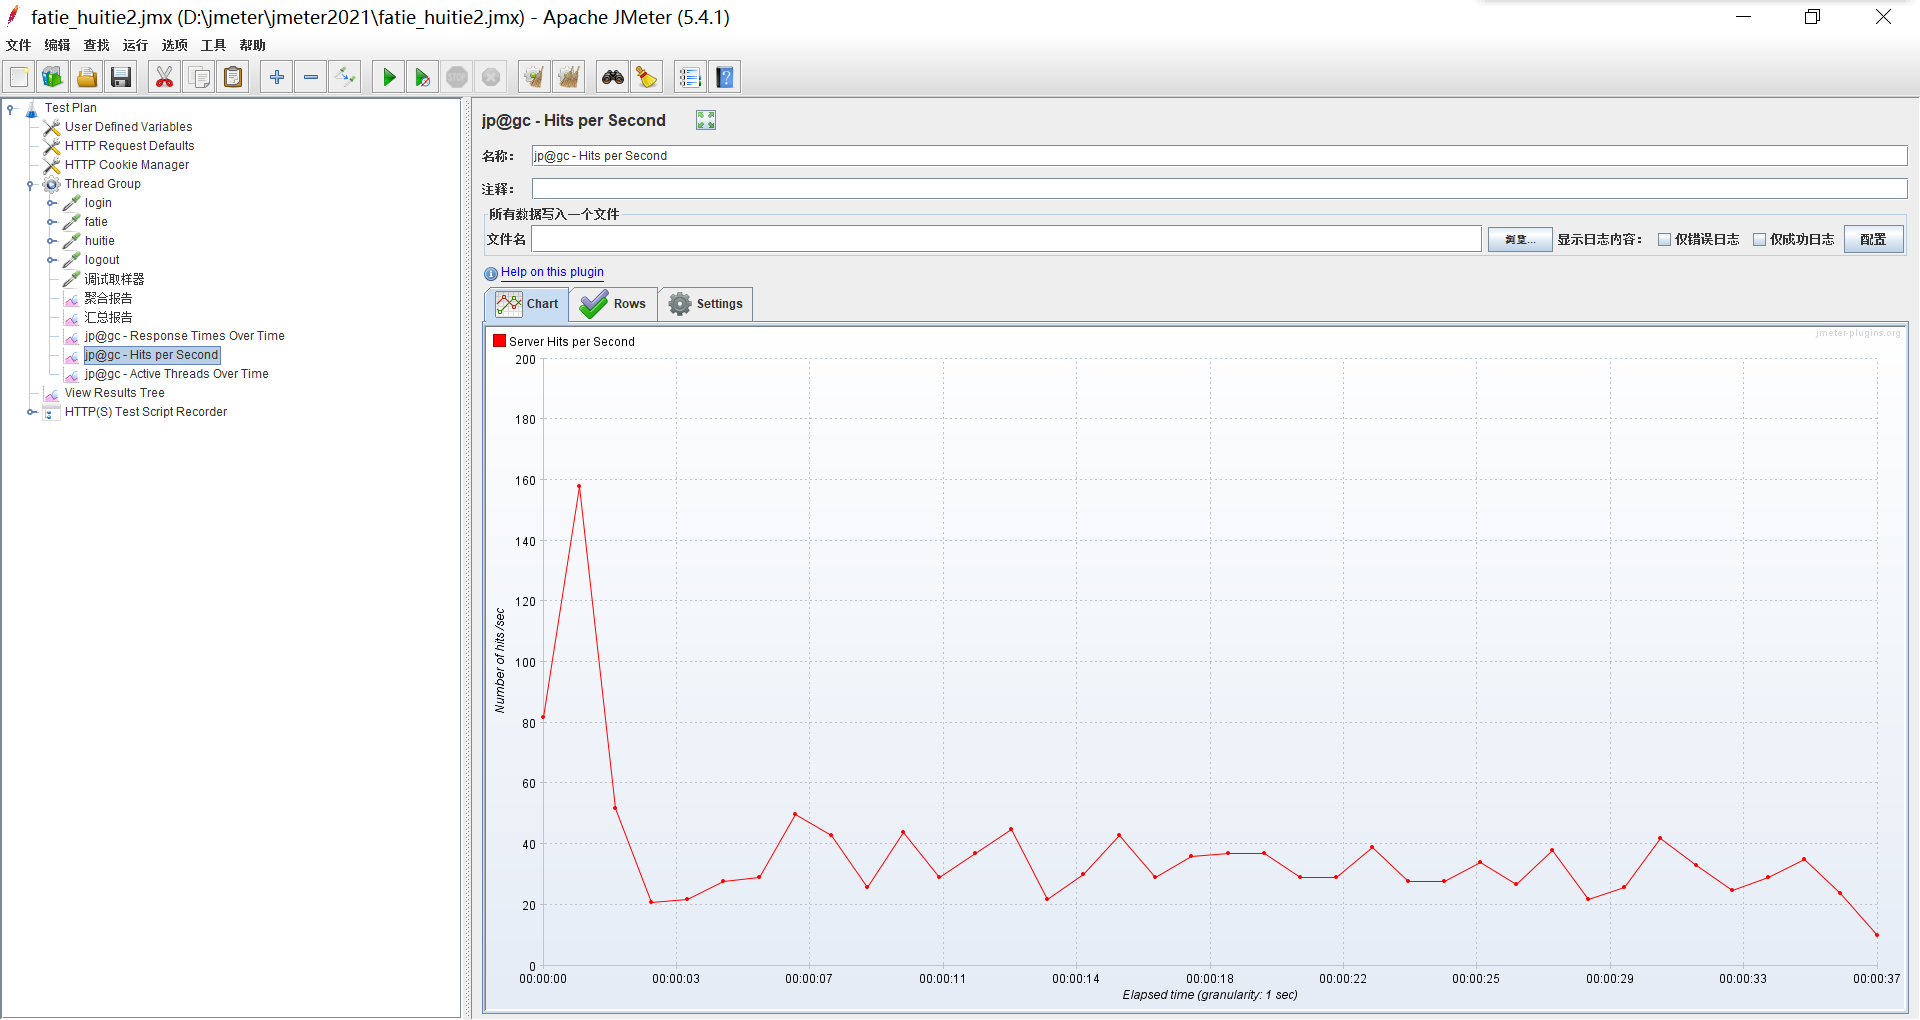 fatie_huitie2.jmx (D:\jmeter\jmeter2021\fatie_huitie2.jmx) - Apache JMeter (5.4.1)
文件 编辑 查找 运行 选项 工具 帮助
STOP
Test Plan
User Defined Variables
HTTP Request Defaults
HTTP Cookie Manager
Thread Group
login
fatie
huitie
logout
调试取样器
聚合报告
汇总报告
jp@gc - Response Times Over Time
jp@gc - Hits per Second
jp@gc - Active Threads Over Time
View Results Tree
HTTP(S) Test Script Recorder
jp@gc - Hits per Second
名称： jp@gc - Hits per Second
注释：
所有数据写入一个文件
文件名 浏览... 显示日志内容： 仅错误日志 仅成功日志 配置
Help on this plugin
Chart Rows Settings
jmeter-plugins.org
Server Hits per Second
200
180
160
140
120
100
80
60
40
20
0
Number of hits /sec
00:00:00 00:00:03 00:00:07 00:00:11 00:00:14 00:00:18 00:00:22 00:00:25 00:00:29 00:00:33 00:00:37
Elapsed time (granularity: 1 sec)